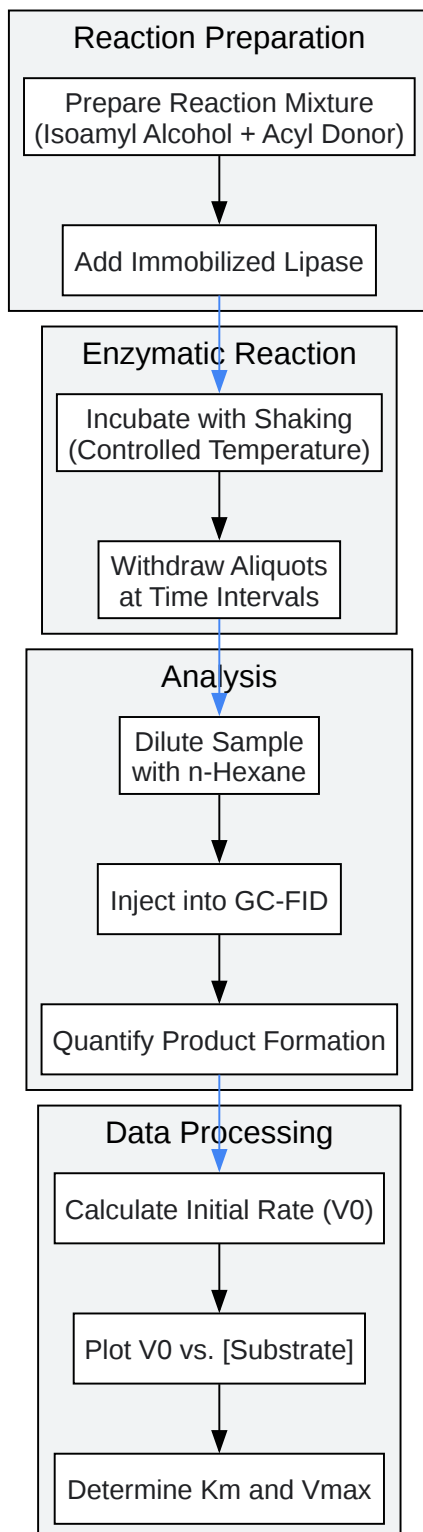 Reaction Preparation
Prepare Reaction Mixture
(Isoamyl Alcohol + Acyl Donor)
Add Immobilized Lipase
Enzymatic Reaction
Incubate with Shaking
(Controlled Temperature)
Withdraw Aliquots
at Time Intervals
Analysis
Dilute Sample
with n-Hexane
Inject into GC-FID
Quantify Product Formation
Data Processing
Calculate Initial Rate (V0)
Plot V0 vs. [Substrate]
Determine Km and Vmax